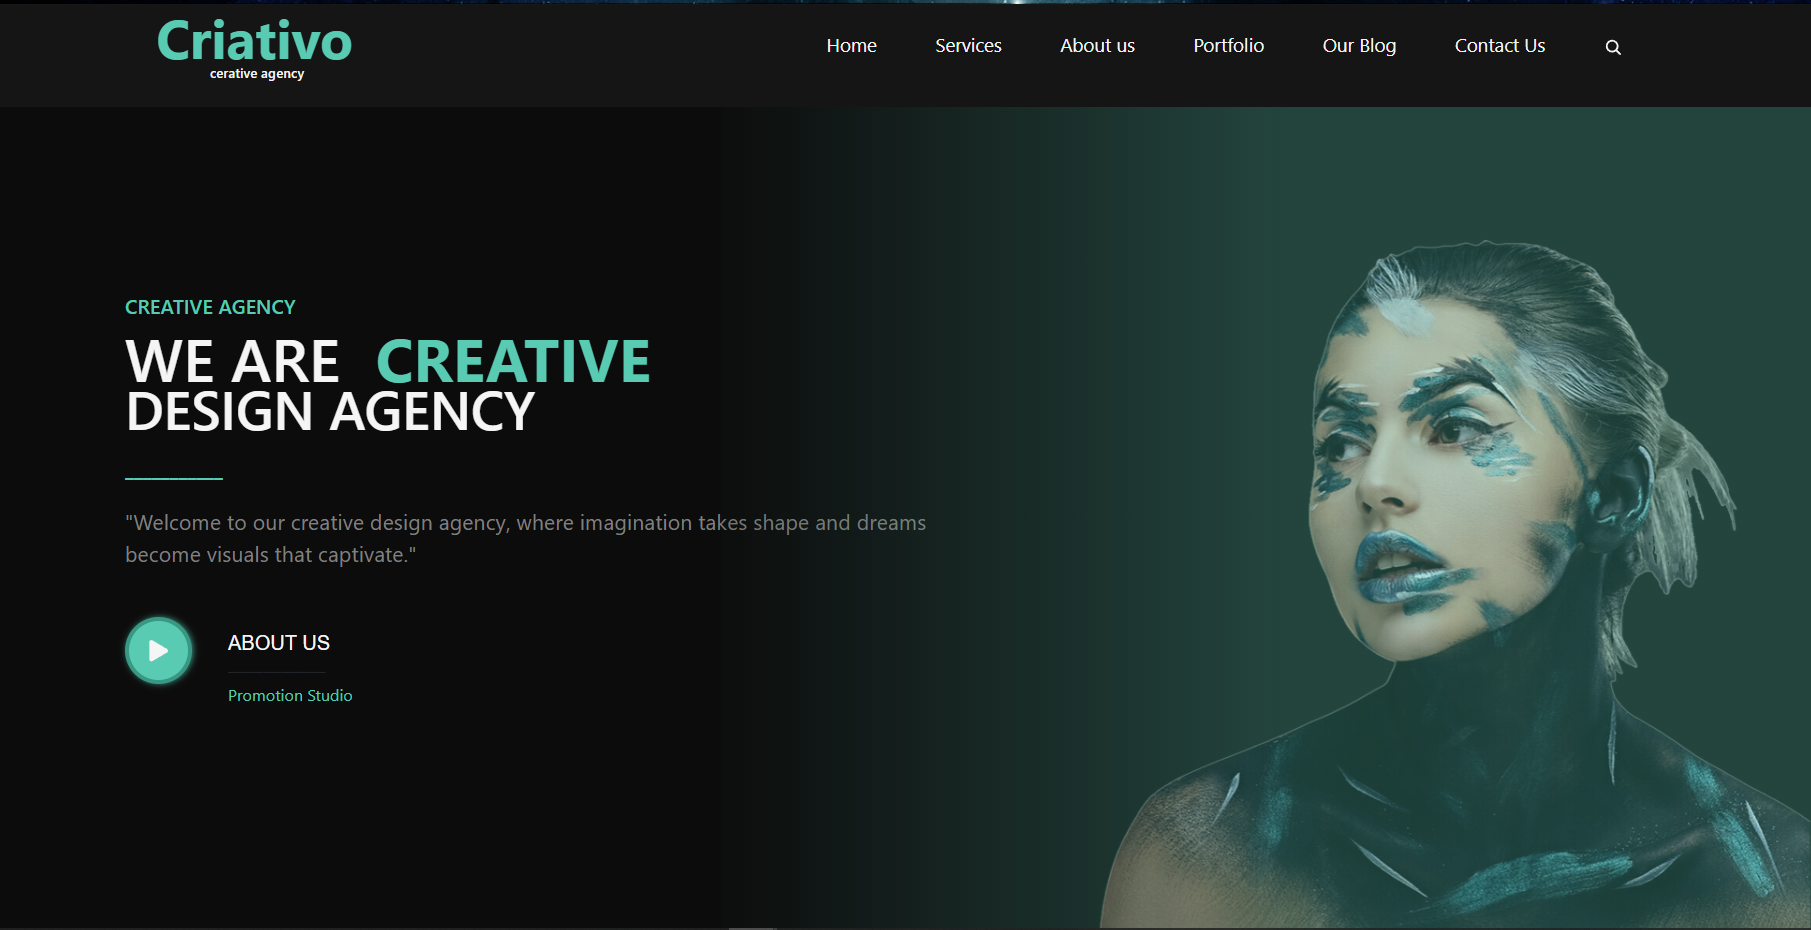 Criativo
cerative agency
Home Services About us Portfolio Our Blog Contact Us
CREATIVE AGENCY
WE ARE CREATIVE
DESIGN AGENCY
"Welcome to our creative design agency, where imagination takes shape and dreams
become visuals that captivate."
ABOUT US
Promotion Studio